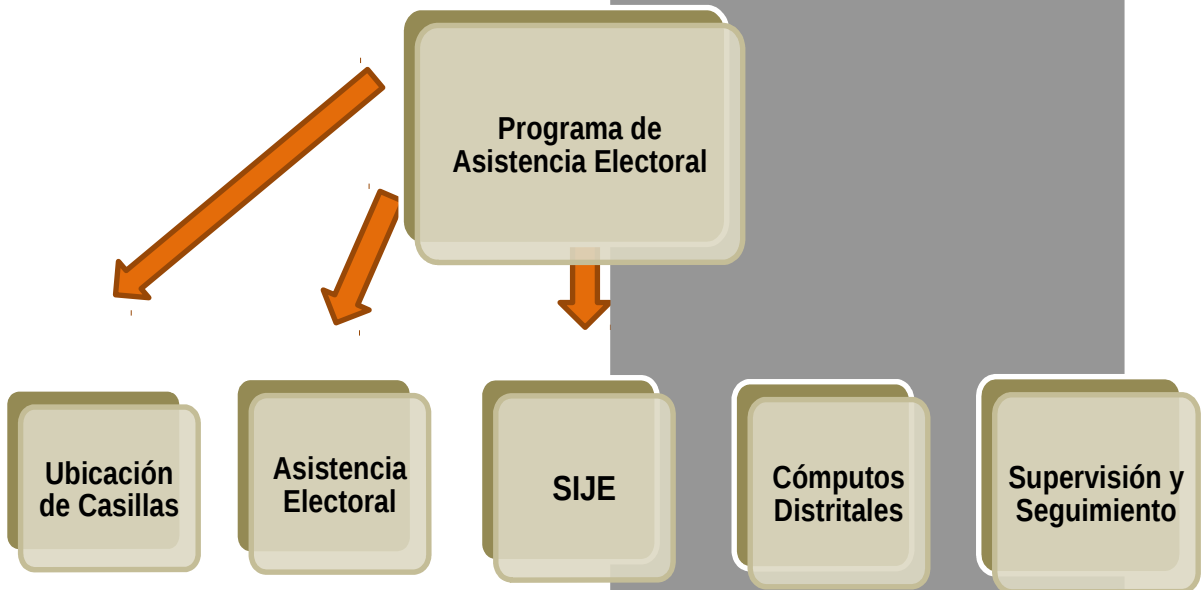 Programa de
Asistencia Electoral
Ubicación
de Casillas
Asistencia
Electoral
SIJE
Cómputos
Distritales
Supervisión y
Seguimiento